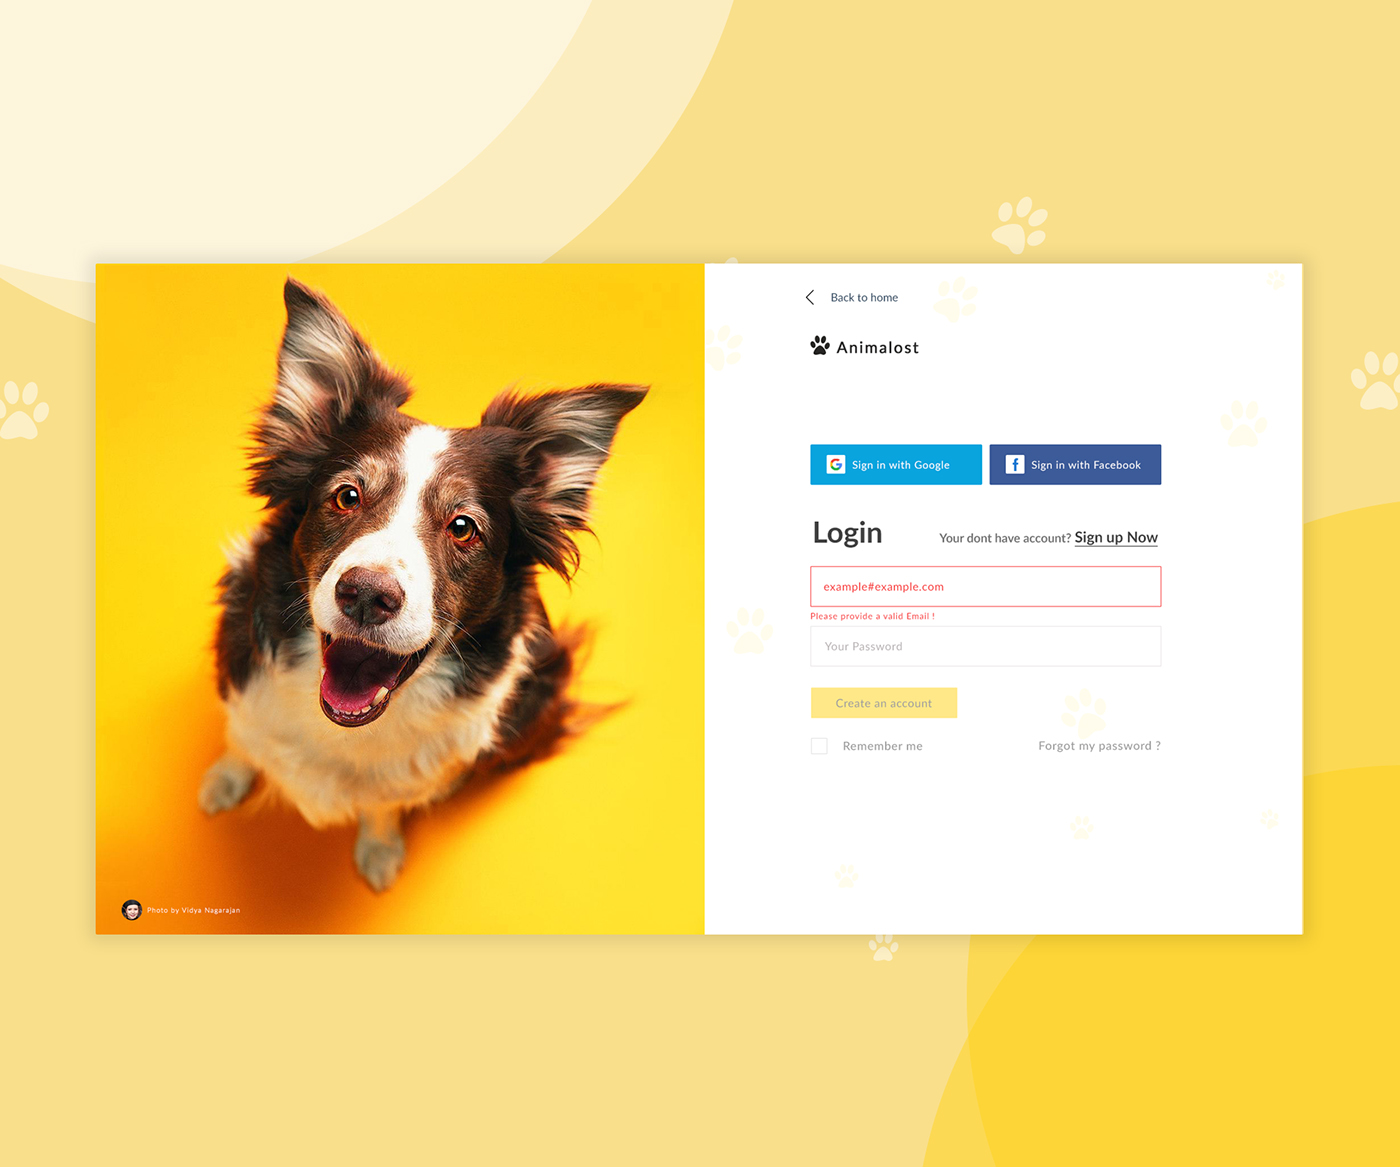 Back to home
Animalost
Sign in with Google
Sign in with Facebook
Login
Your dont have account? Sign up Now
example#example.com
Please provide a valid Email !
Your Password
Create an account
Remember me
Forgot my password ?
Photo by Vidya Nagarajan